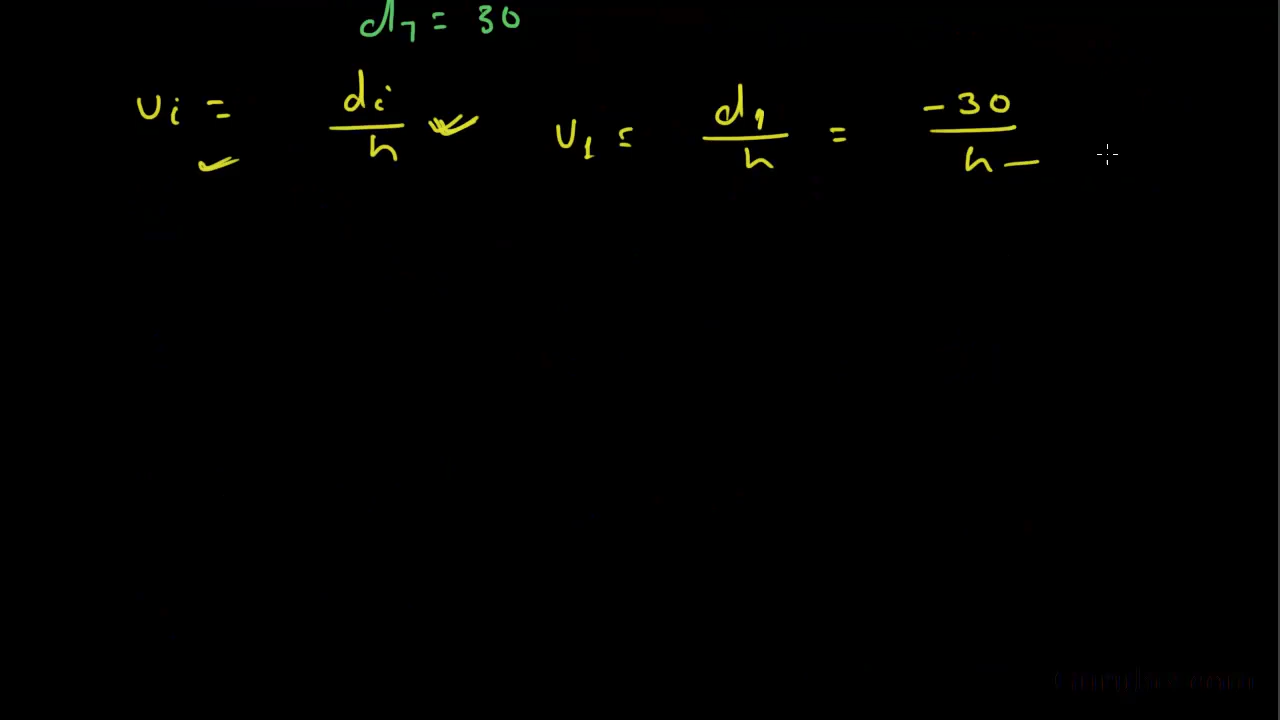 d₇ = 30
uᵢ = dᵢ/h u₁ = d₁/h = -30/h —